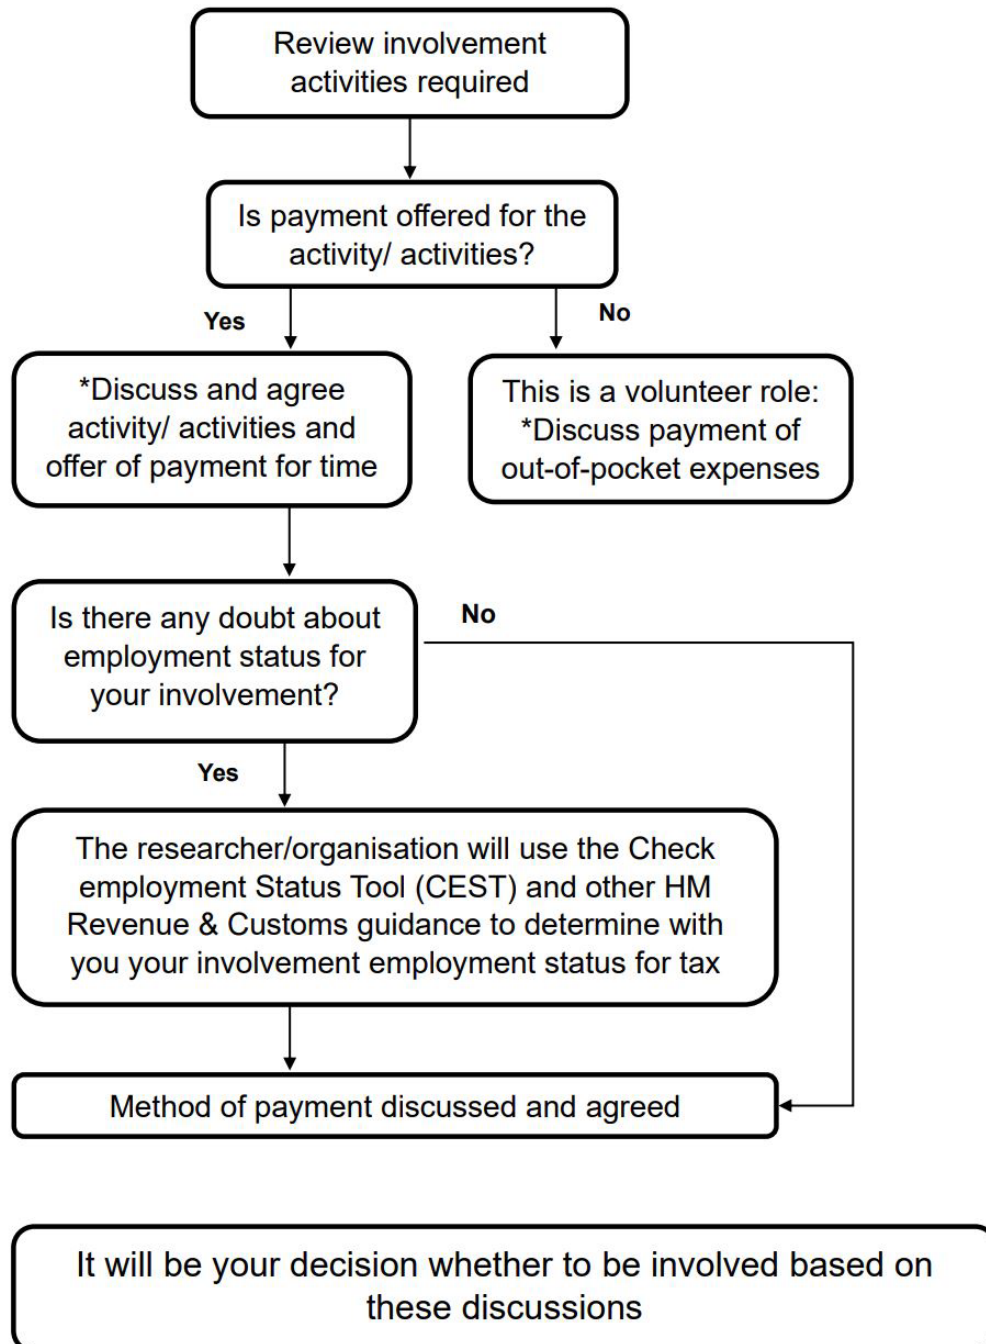 Review involvement
activities required
Is payment offered for the
activity/ activities?
Yes
No
*Discuss and agree
activity/ activities and
offer of payment for time
This is a volunteer role:
*Discuss payment of
out-of-pocket expenses
Is there any doubt about
employment status for
your involvement?
No
Yes
The researcher/organisation will use the Check
employment Status Tool (CEST) and other HM
Revenue & Customs guidance to determine with
you your involvement employment status for tax
Method of payment discussed and agreed
It will be your decision whether to be involved based on
these discussions